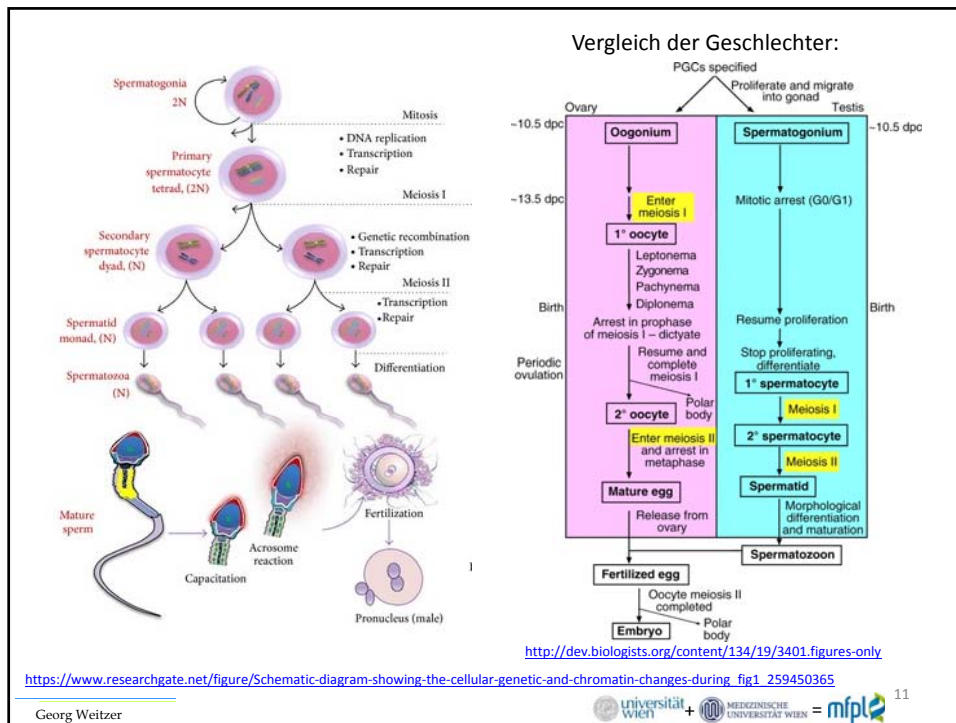 Vergleich der Geschlechter:
Spermatogonia
2N
Mitosis
• DNA replication
• Transcription
• Repair
Primary
spermatocyte
tetrad, (2N)
Meiosis I
Secondary
spermatocyte
dyad, (N)
• Genetic recombination
• Transcription
• Repair
Meiosis II
• Transcription
• Repair
Spermatid
monad, (N)
Differentiation
Spermatozoa
(N)
Mature
sperm
Capacitation
Acrosome
reaction
Fertilization
Pronucleus (male)
PGCs specified
Proliferate and migrate
into gonad
Ovary
Testis
~10.5 dpc
Oogonium
Spermatogonium
~10.5 dpc
~13.5 dpc
Enter
meiosis I
Mitotic arrest (G0/G1)
1° oocyte
Leptonema
Zygonema
Pachynema
Diplonema
Birth
Birth
Arrest in prophase
of meiosis I – dictyate
Resume proliferation
Periodic
ovulation
Resume and
complete
meiosis I
Stop proliferating,
differentiate
1° spermatocyte
Polar
body
Meiosis I
2° oocyte
2° spermatocyte
Enter meiosis II
and arrest in
metaphase
Meiosis II
Mature egg
Spermatid
Release from
ovary
Morphological
differentiation
and maturation
Spermatozoon
Fertilized egg
Oocyte meiosis II
completed
Embryo
Polar
body
http://dev.biologists.org/content/134/19/3401.figures-only
https://www.researchgate.net/figure/Schematic-diagram-showing-the-cellular-genetic-and-chromatin-changes-during_fig1_259450365
11
Georg Weitzer
universität
wien
+
MEDIZINISCHE
UNIVERSITÄT WIEN
= mfpl